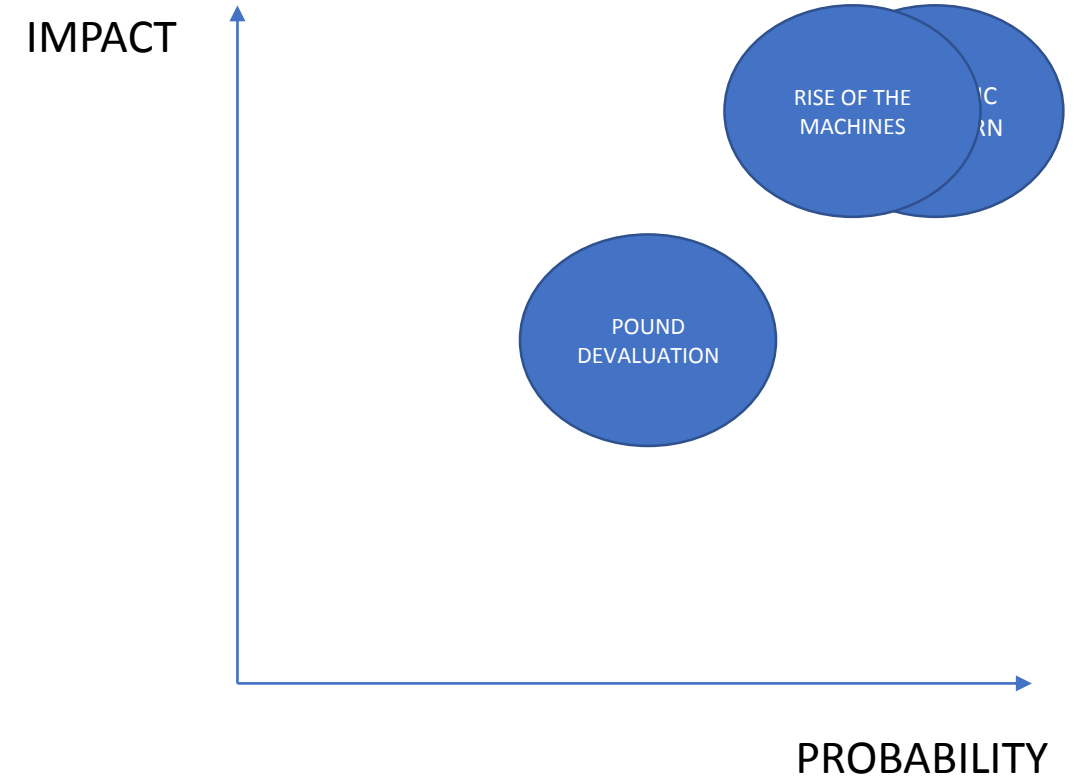 IMPACT
RISE OF THE
MACHINES
POUND
DEVALUATION
PROBABILITY